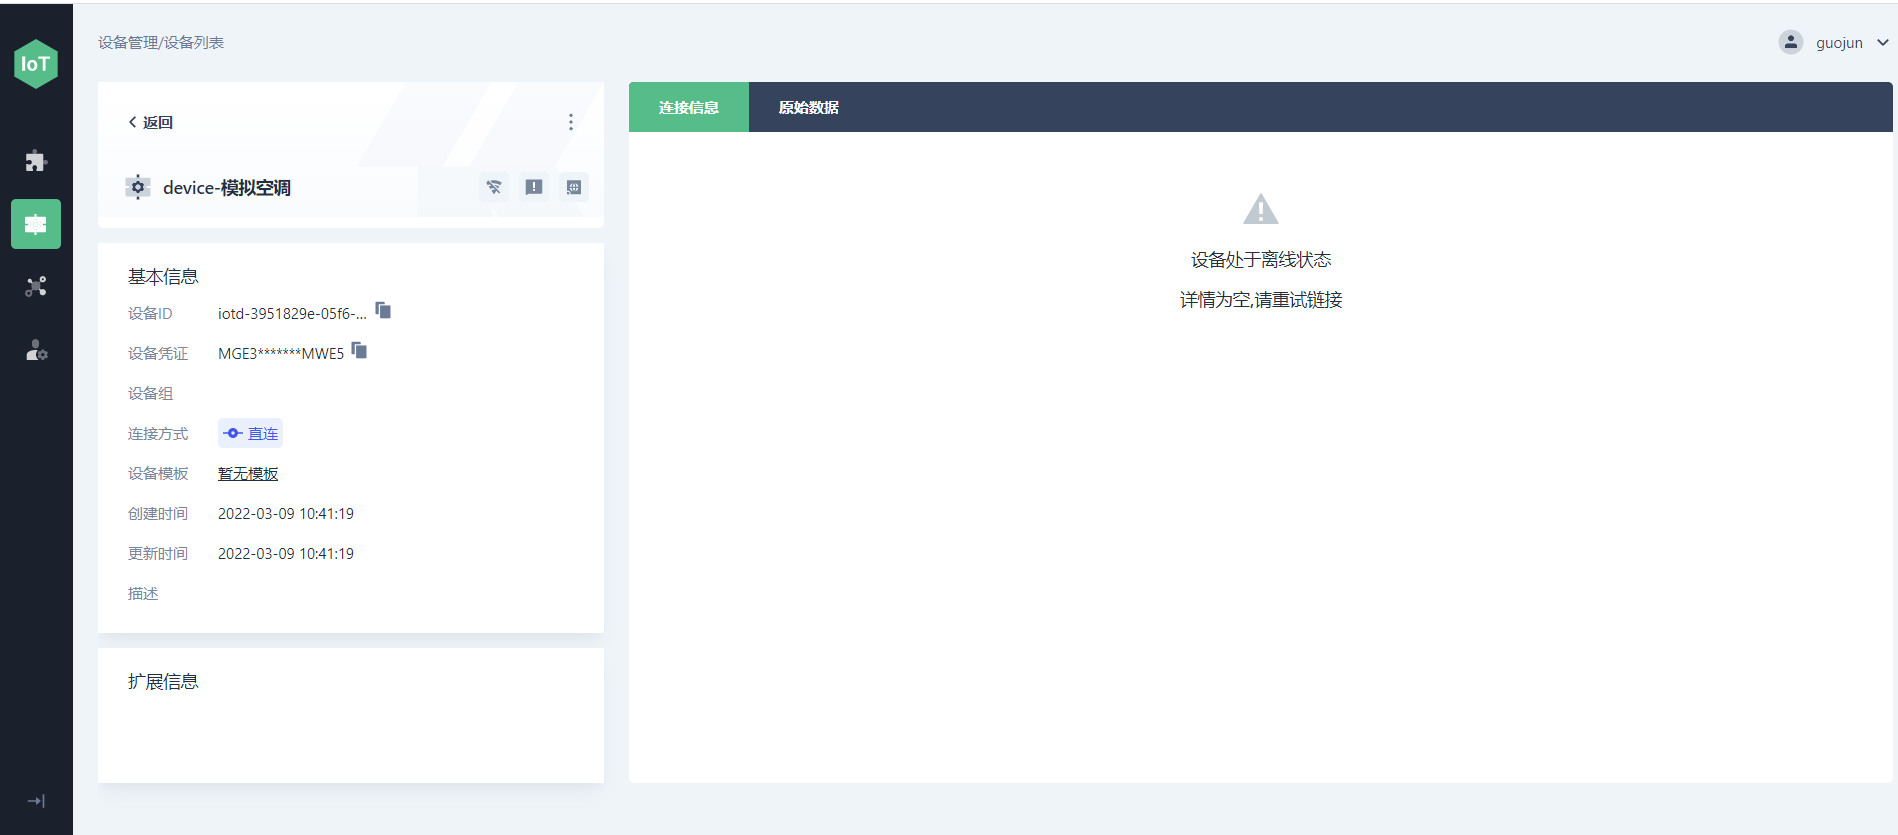 IoT
设备管理/设备列表
guojun
返回
device-模拟空调
基本信息
设备ID iotd-3951829e-05f6-...
设备凭证 MGE3*******MWE5
设备组
连接方式 直连
设备模板 暂无模板
创建时间 2022-03-09 10:41:19
更新时间 2022-03-09 10:41:19
描述
扩展信息
连接信息 原始数据
设备处于离线状态
详情为空,请重试链接